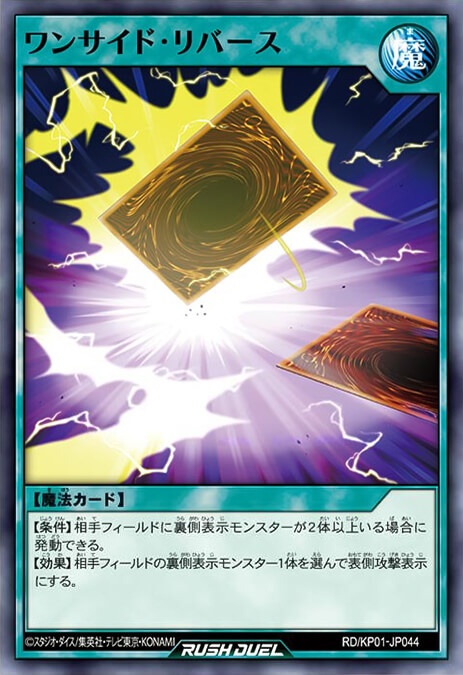 ワンサイド・リバース
魔
【魔法カード】
【条件】相手フィールドに裏側表示モンスターが2体以上いる場合に
発動できる。
【効果】相手フィールドの裏側表示モンスター1体を選んで表側攻撃表示
にする。
©スタジオ・ダイス/集英社・テレビ東京・KONAMI
RUSH DUEL
RD/KP01-JP044